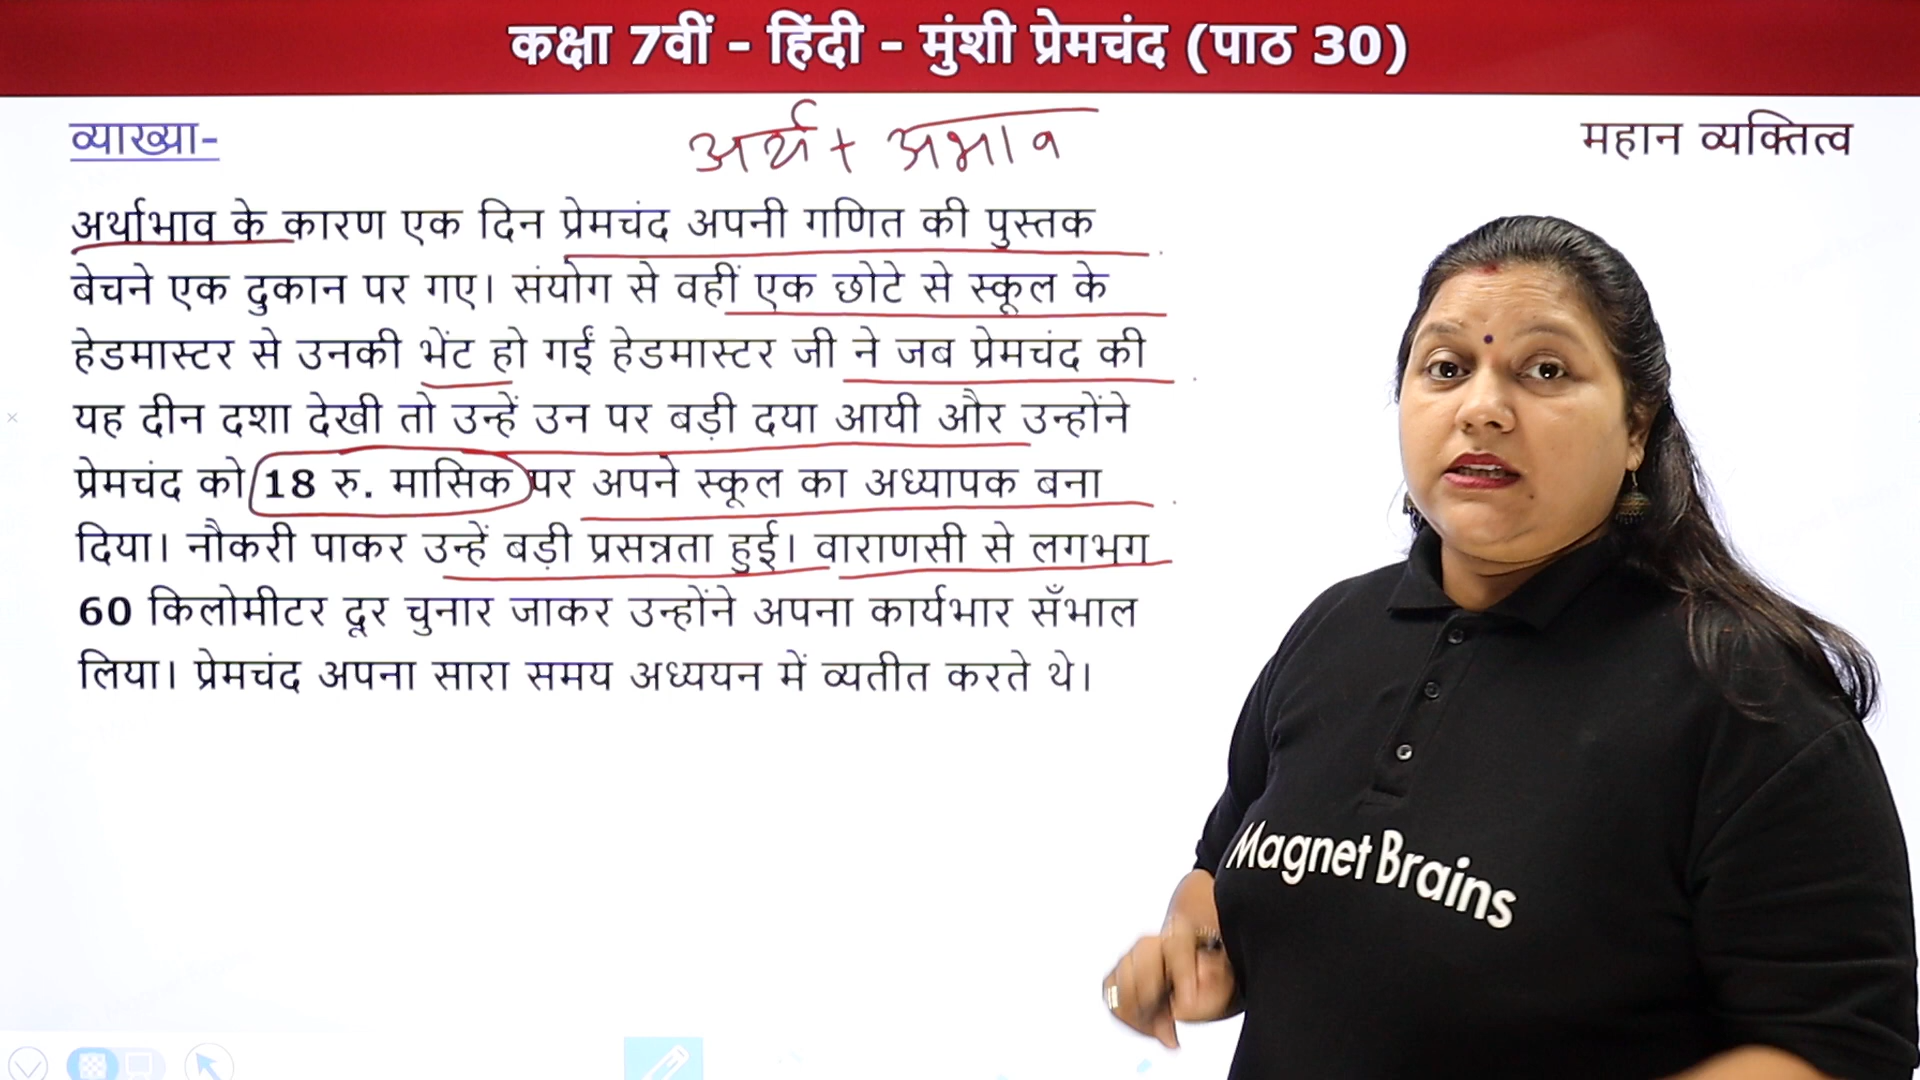 कक्षा 7वीं - हिंदी - मुंशी प्रेमचंद (पाठ 30)
व्याख्या-
अर्थ + अभाव
महान व्यक्तित्व
अर्थाभाव के कारण एक दिन प्रेमचंद अपनी गणित की पुस्तक
बेचने एक दुकान पर गए। संयोग से वहीं एक छोटे से स्कूल के
हेडमास्टर से उनकी भेंट हो गईं हेडमास्टर जी ने जब प्रेमचंद की
यह दीन दशा देखी तो उन्हें उन पर बड़ी दया आयी और उन्होंने
प्रेमचंद को 18 रु. मासिक पर अपने स्कूल का अध्यापक बना
दिया। नौकरी पाकर उन्हें बड़ी प्रसन्नता हुई। वाराणसी से लगभग
60 किलोमीटर दूर चुनार जाकर उन्होंने अपना कार्यभार सँभाल
लिया। प्रेमचंद अपना सारा समय अध्ययन में व्यतीत करते थे।
Magnet Brains